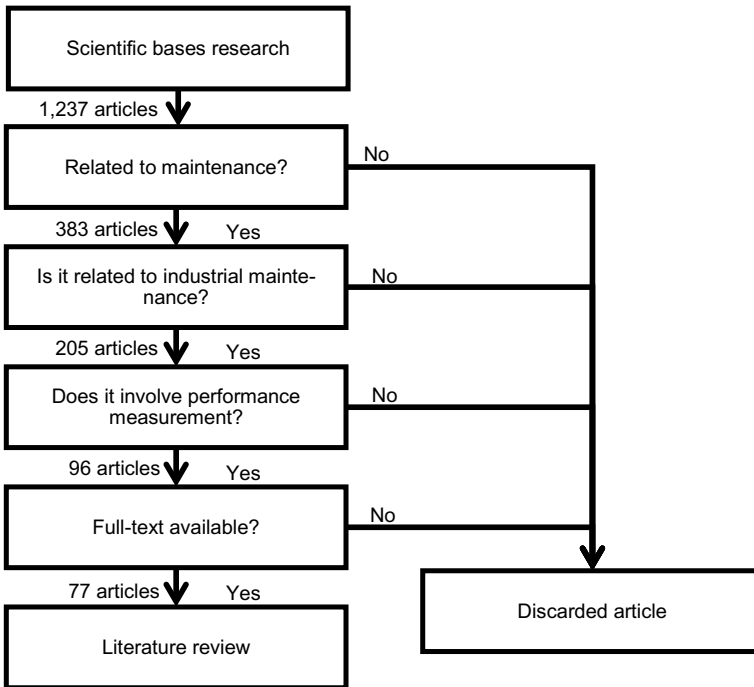 Scientific bases research
1,237 articles
Related to maintenance?
No
383 articles
Yes
Is it related to industrial mainte-
nance?
No
205 articles
Yes
Does it involve performance
measurement?
No
96 articles
Yes
Full-text available?
No
77 articles
Yes
Discarded article
Literature review